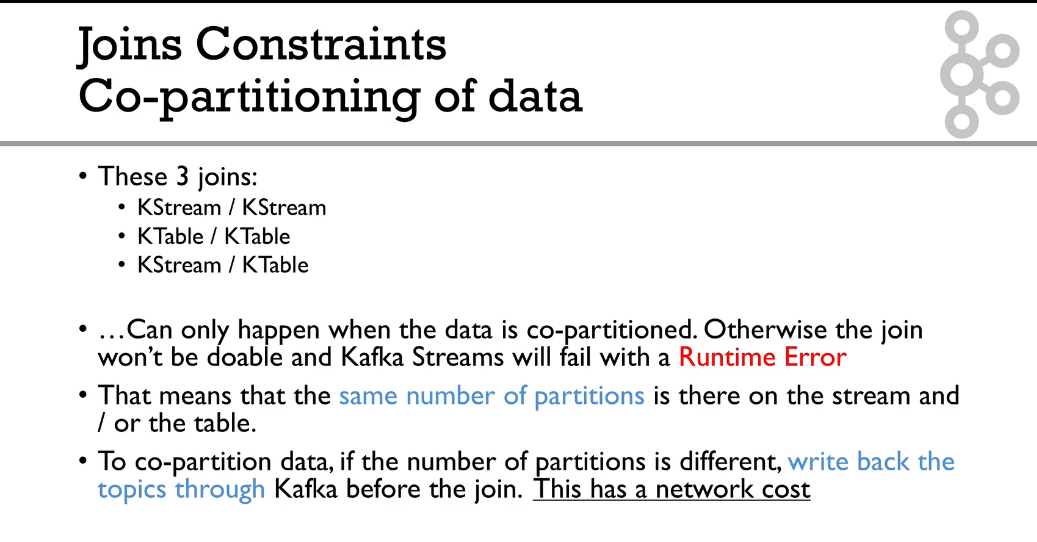 Joins Constraints
Co-partitioning of data
• These 3 joins:
• KStream / KStream
• KTable / KTable
• KStream / KTable
• …Can only happen when the data is co-partitioned. Otherwise the join
won’t be doable and Kafka Streams will fail with a Runtime Error
• That means that the same number of partitions is there on the stream and
/ or the table.
• To co-partition data, if the number of partitions is different, write back the
topics through Kafka before the join. This has a network cost